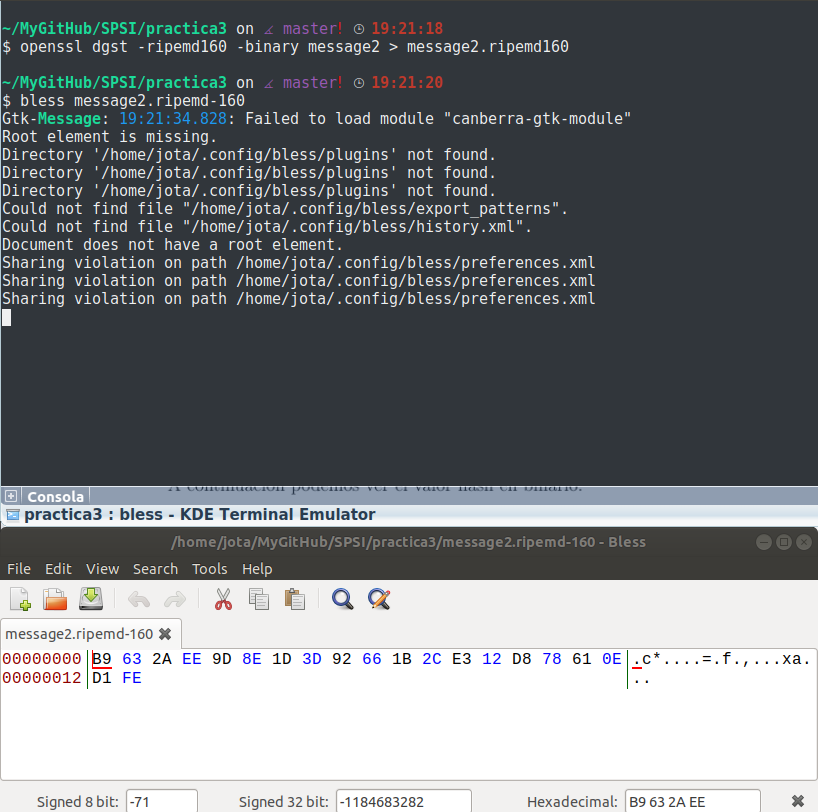 ~/MyGitHub/SPSI/practica3 on master! 19:21:18
$ openssl dgst -ripemd160 -binary message2 > message2.ripemd160
~/MyGitHub/SPSI/practica3 on master! 19:21:20
$ bless message2.ripemd-160
Gtk-Message: 19:21:34.828: Failed to load module "canberra-gtk-module"
Root element is missing.
Directory '/home/jota/.config/bless/plugins' not found.
Directory '/home/jota/.config/bless/plugins' not found.
Directory '/home/jota/.config/bless/plugins' not found.
Could not find file "/home/jota/.config/bless/export_patterns".
Could not find file "/home/jota/.config/bless/history.xml".
Document does not have a root element.
Sharing violation on path /home/jota/.config/bless/preferences.xml
Sharing violation on path /home/jota/.config/bless/preferences.xml
Sharing violation on path /home/jota/.config/bless/preferences.xml
A continuación podemos ver el valor hash en binario.
Consola
practica3 : bless - KDE Terminal Emulator
/home/jota/MyGitHub/SPSI/practica3/message2.ripemd-160 - Bless
File Edit View Search Tools Help
message2.ripemd-160
00000000 B9 63 2A EE 9D 8E 1D 3D 92 66 1B 2C E3 12 D8 78 61 0E .c*....=.f.,...xa.
00000012 D1 FE ..
Signed 8 bit: -71 Signed 32 bit: -1184683282 Hexadecimal: B9 63 2A EE